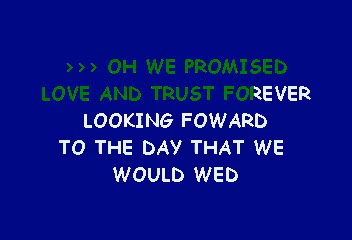 >>> OH WE PROMISED
LOVE AND TRUST FOREVER
LOOKING FOWARD
TO THE DAY THAT WE
WOULD WED